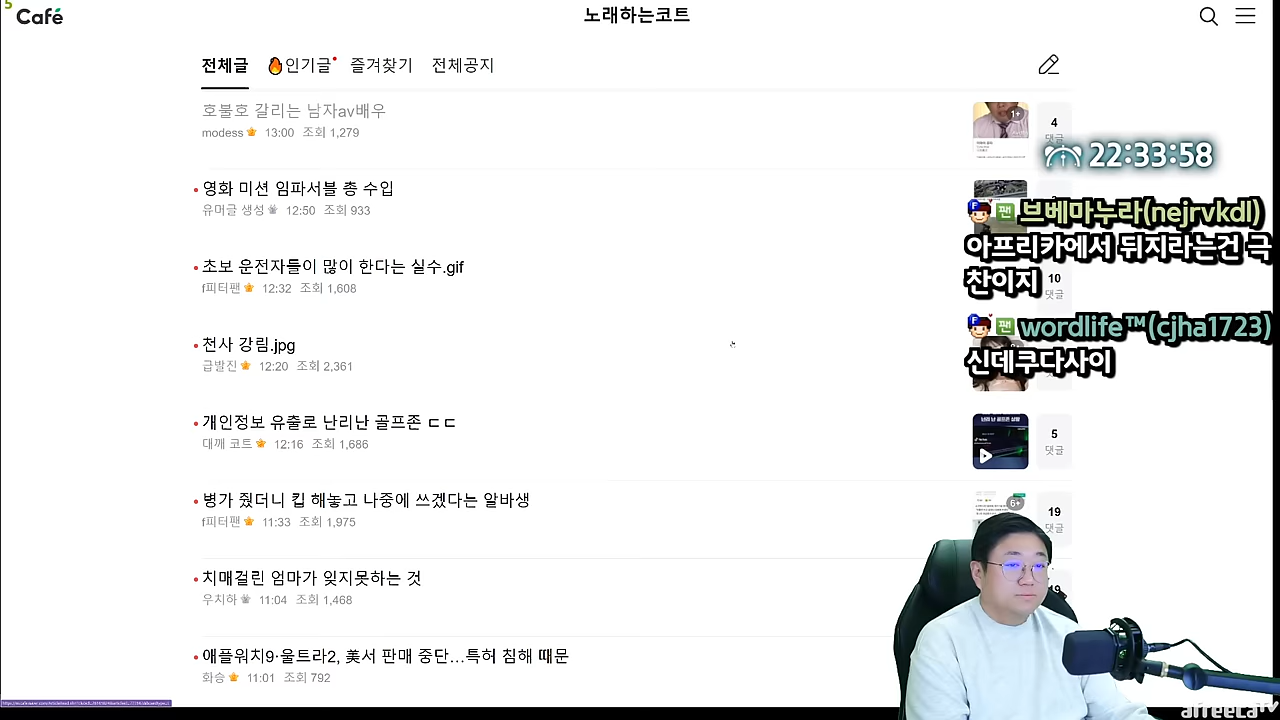 Café
노래하는코트
전체글 🔥인기글 즐겨찾기 전체공지
호불호 갈리는 남자av배우
modess 13:00 조회 1,279
4
댓글
22:33:58
영화 미션 임파서블 총 수입
유머글 생성 12:50 조회 933
팬 브베마누라(nejrvkdl)
아프리카에서 뒤지라는건 극
찬이지
초보 운전자들이 많이 한다는 실수.gif
f피터팬 12:32 조회 1,608
10
댓글
팬 wordlife™(cjha1723)
신데쿠다사이
천사 강림.jpg
급발진 12:20 조회 2,361
개인정보 유출로 난리난 골프존 ㄷㄷ
대깨 코트 12:16 조회 1,686
5
댓글
병가 줬더니 킵 해놓고 나중에 쓰겠다는 알바생
f피터팬 조회 1,975
6+
19
댓글
치매걸린 엄마가 잊지못하는 것
우치하 11:04 조회 1,468
애플워치9·울트라2, 美서 판매 중단…특허 침해 때문
화승 11:01 조회 792
afreecaTV